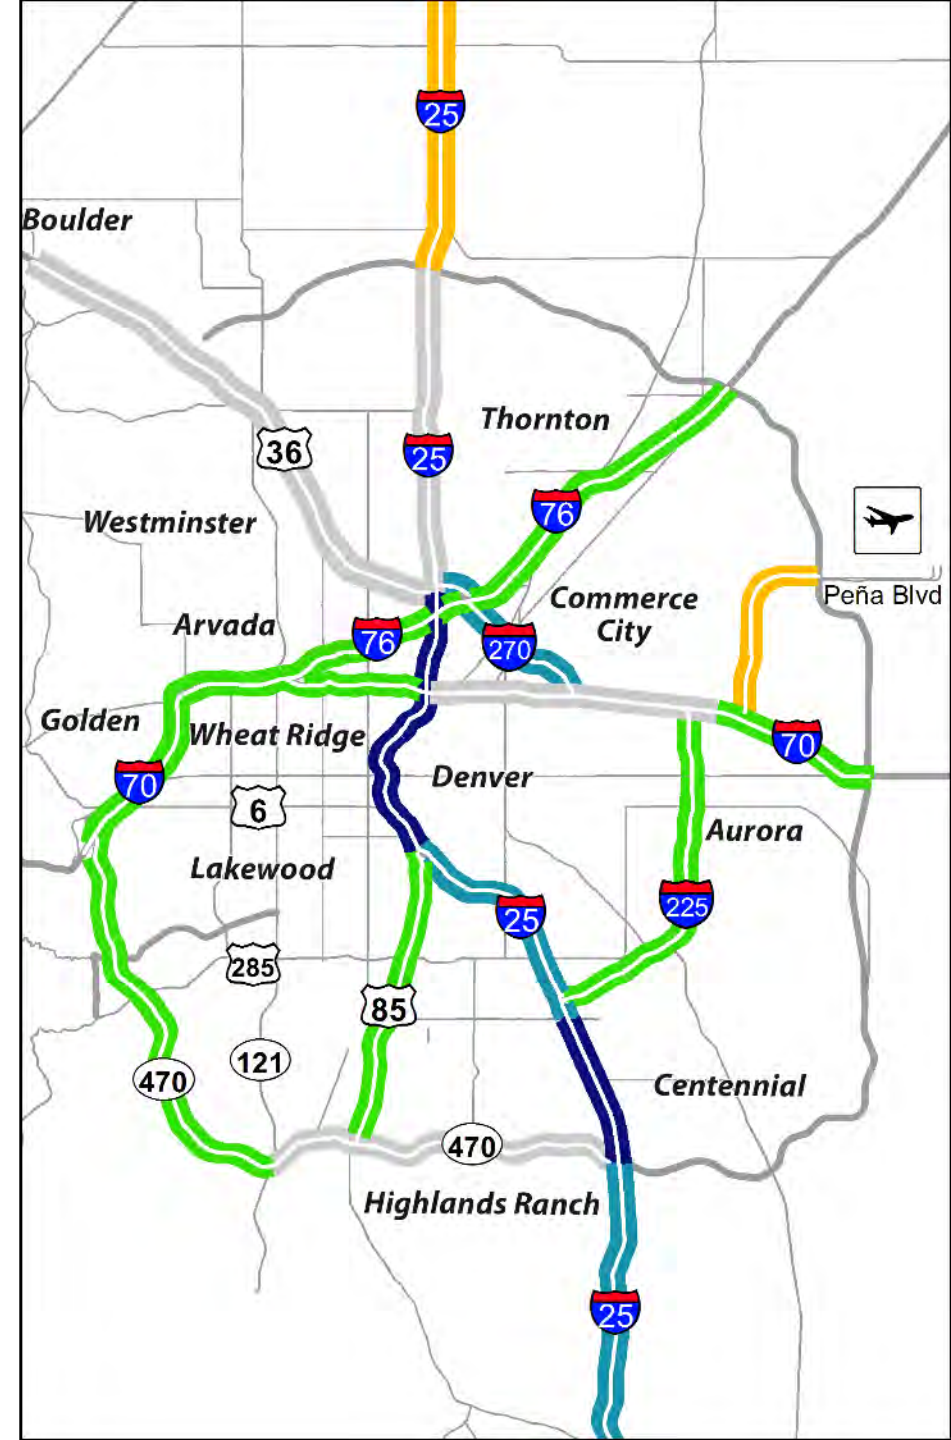 25
Boulder
Thornton
36
25
76
Westminster
Peña Blvd
Commerce
City
Arvada
76
270
Golden
Wheat Ridge
70
70
Denver
6
Aurora
Lakewood
225
25
285
85
121
470
Centennial
470
Highlands Ranch
25